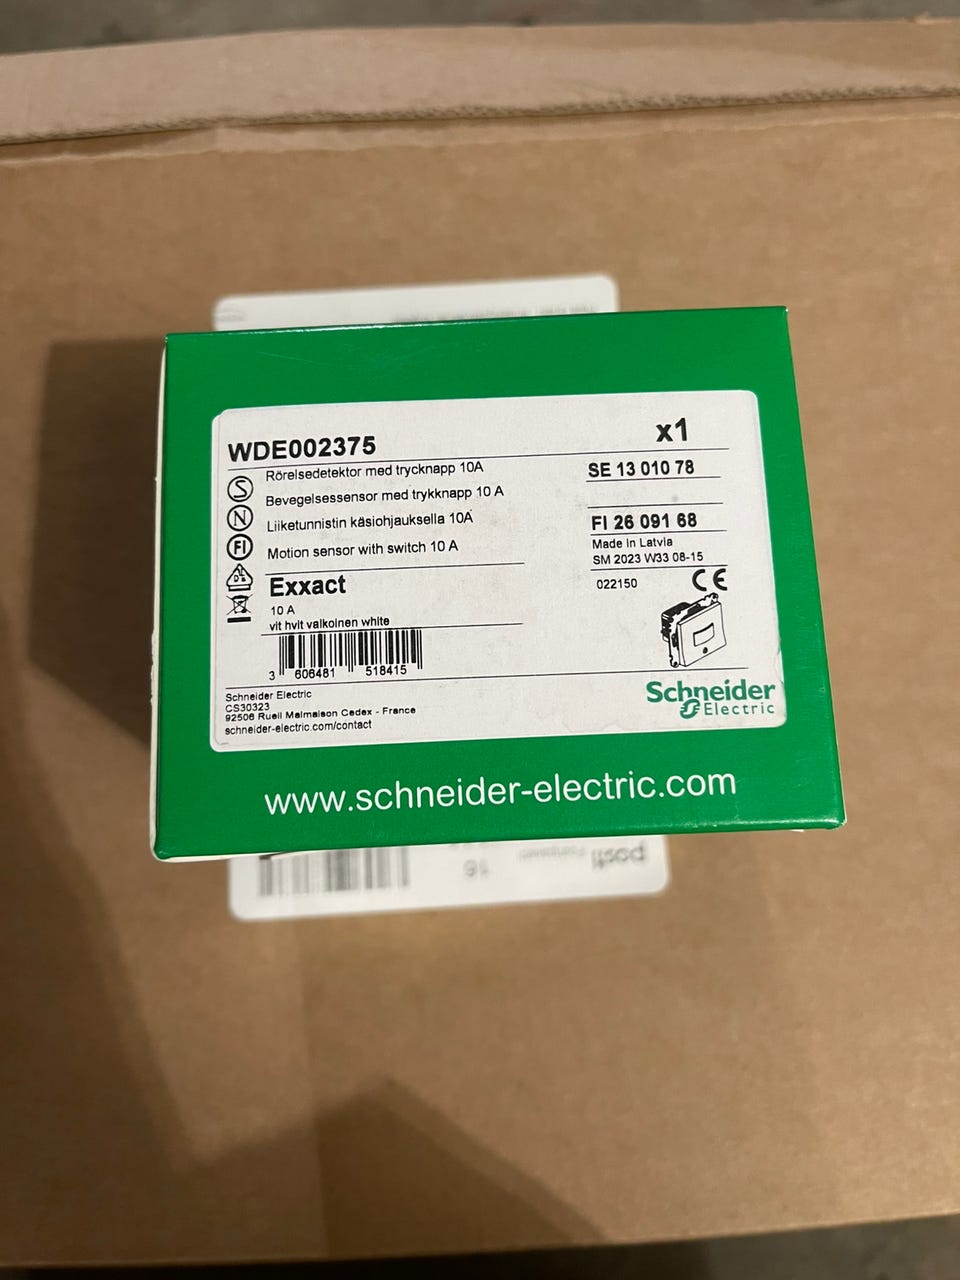 WDE002375
x1
Rörelsedetektor med trycknapp 10A
SE 13 010 78
S
Bevegelsessensor med trykknapp 10 A
N
Liiketunnistin käsiohjauksella 10A
FI 26 091 68
FI
Motion sensor with switch 10 A
Made in Latvia
SM 2023 W33 08-15
Exxact
022150
CE
10 A
vit hvit valkoinen white
3 606481 518415
Schneider Electric
CS30323
92506 Rueil Malmaison Cedex - France
schneider-electric.com/contact
Schneider
Electric
www.schneider-electric.com
16
posti